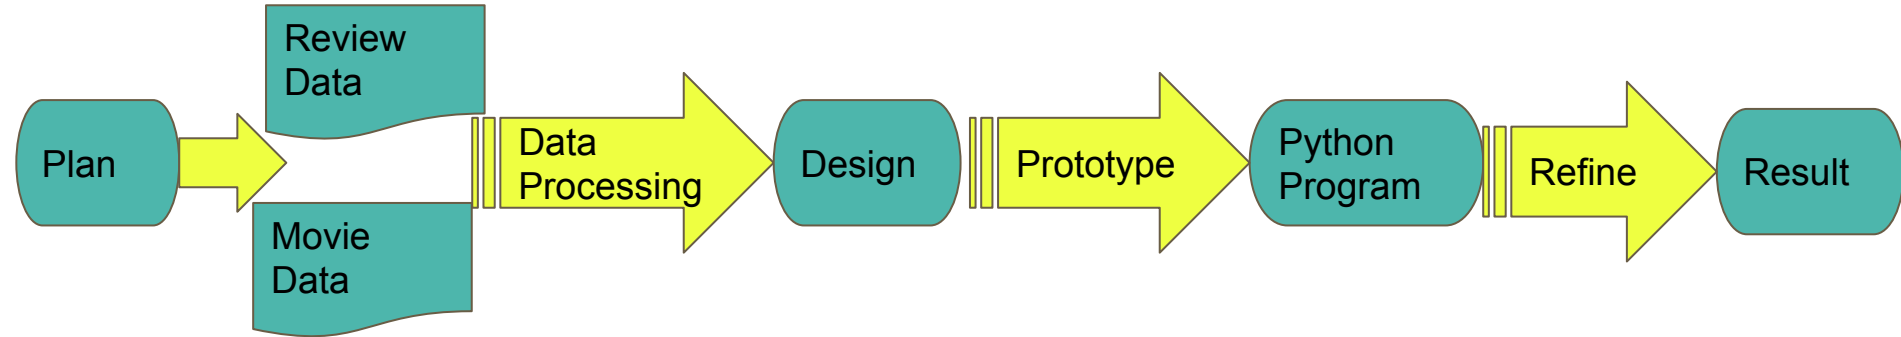 Plan
Review
Data
Movie
Data
Data
Processing
Design
Prototype
Python
Program
Refine
Result